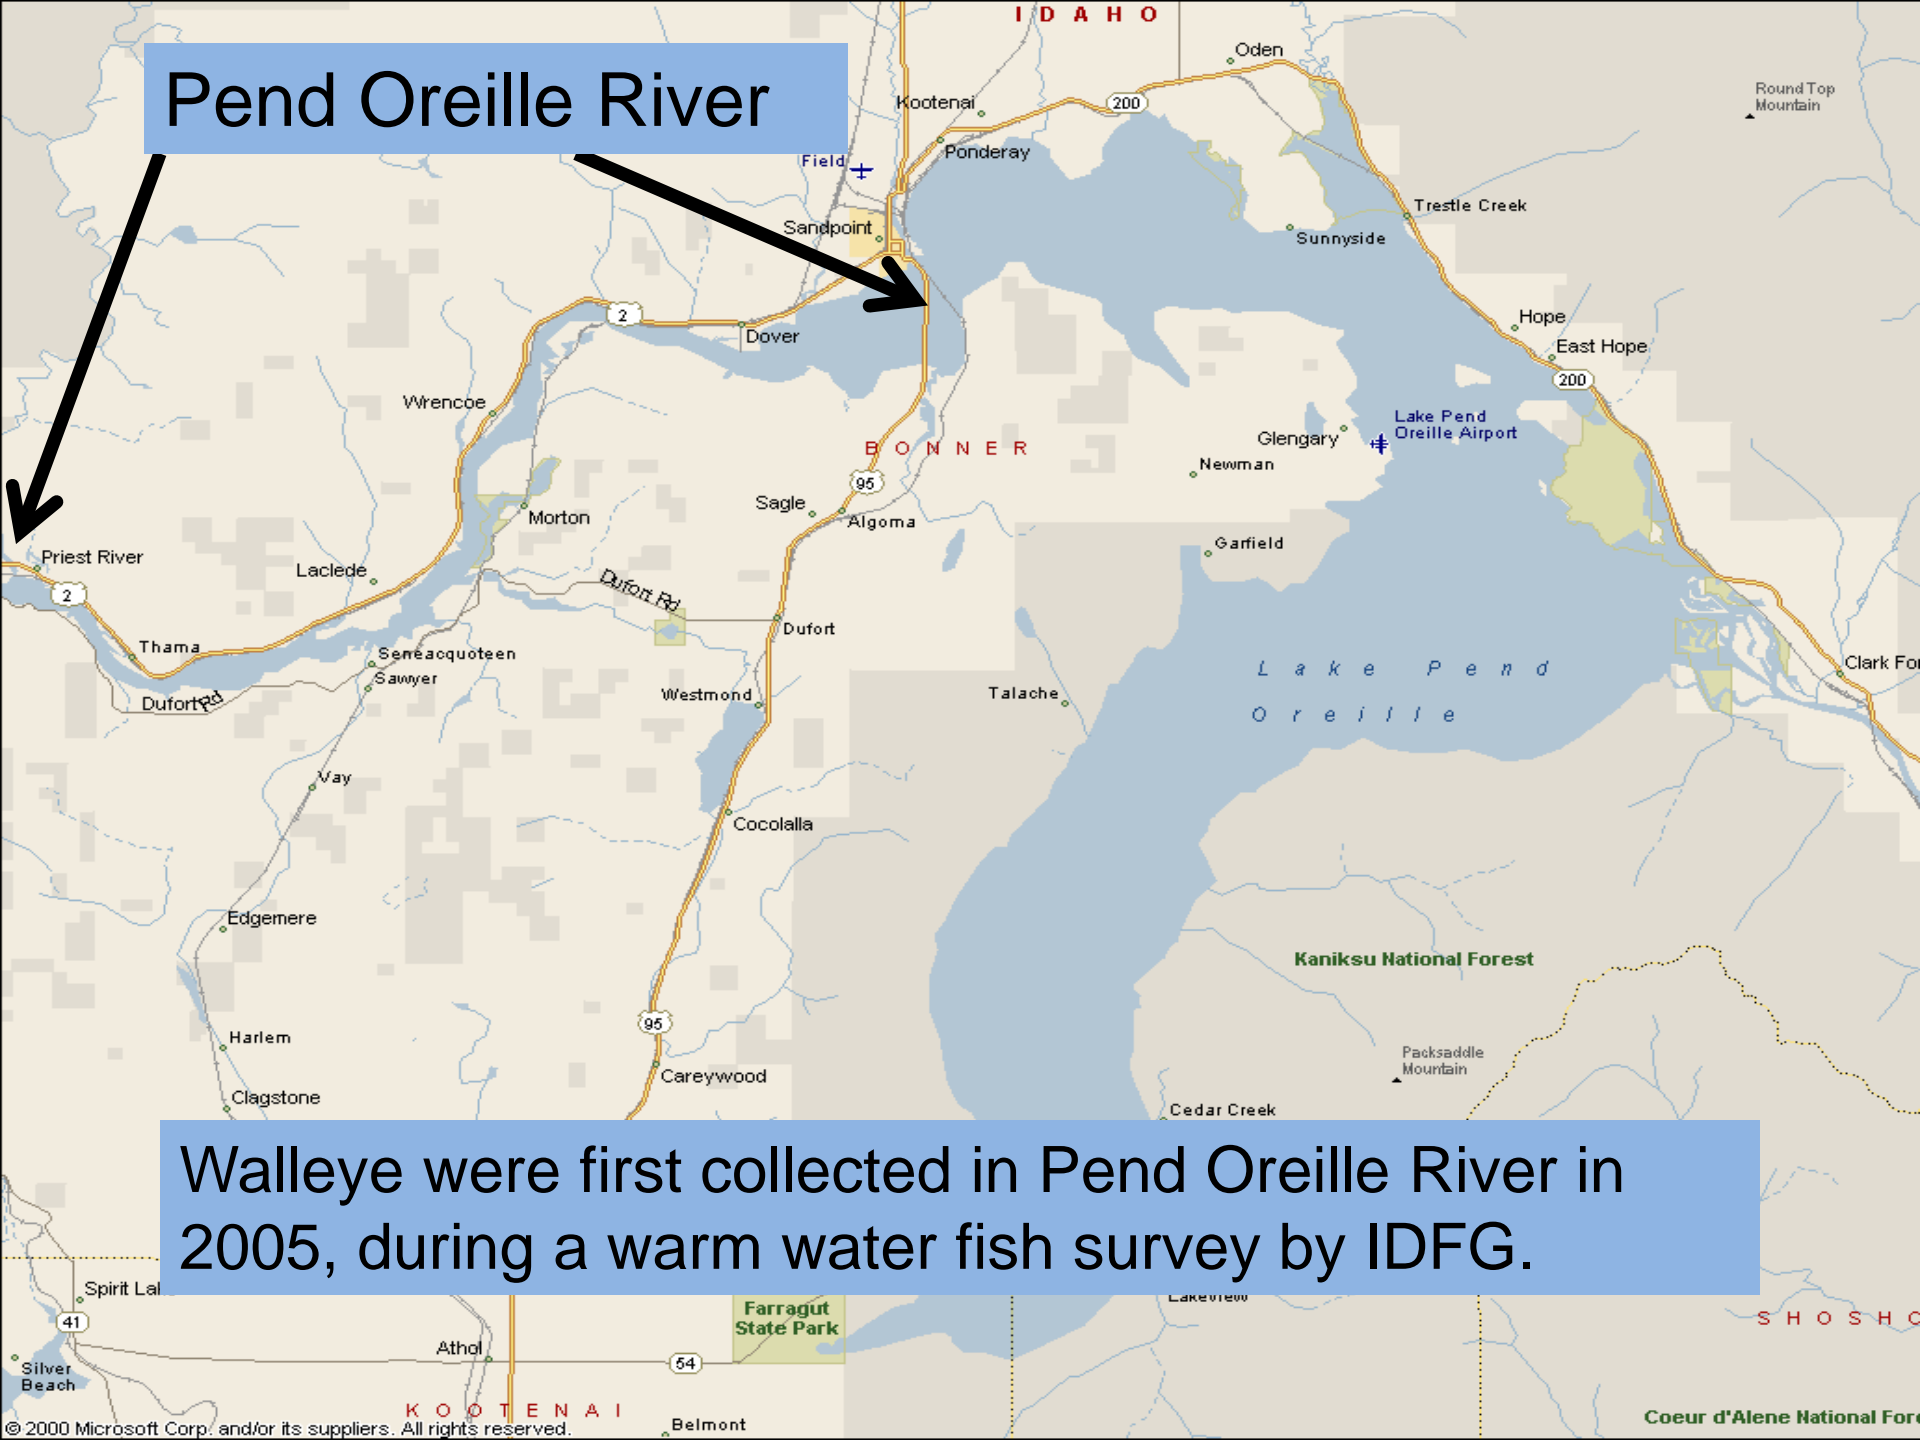 IDAHO
Oden
Pend Oreille River
Round Top
Mountain
Kootenai
200
Ponderay
Field
Trestle Creek
Sandpoint
Sunnyside
2
Hope
Dover
East Hope
200
Wrencoe
Lake Pend
Oreille Airport
BONNER
Glengary
Newman
95
Sagle
Morton
Algoma
Garfield
Priest River
Laclede
Dufort Rd
2
Dufort
Thama
Seneacquoteen
Lake Pend
Oreille
Clark
Sawyer
Westmond
Talache
Dufort Rd
Vay
Cocolalla
Edgemere
Kaniksu National Forest
95
Harlem
Packsaddle
Mountain
Careywood
Clagstone
Cedar Creek
Walleye were first collected in Pend Oreille River in
2005, during a warm water fish survey by IDFG.
Spirit
Lakeview
Farragut
State Park
41
SHOSHO
Athol
54
Silver
Beach
KOOTENAI
Belmont
Coeur d'Alene National
© 2000 Microsoft Corp. and/or its suppliers. All rights reserved.